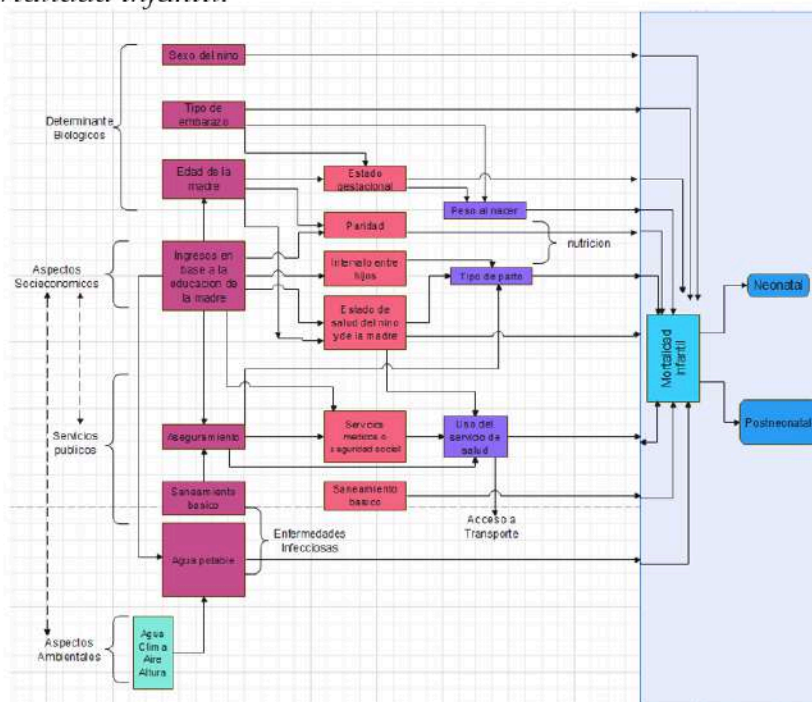 infantil
Sexo del nino
Tipo de
embarazo
Determinante
Biologicos
Edad de la
madre
Estado
gestacional
Peso al nacer
Paridad
nutricion
Aspectos
Socioeconomicos
Ingresos en
base a la
educacion de
la madre
Intervalo entre
hijos
Tipo de parto
Estado de
salud del nino
y de la madre
Mortalidad
infantil
Neonatal
Postneonatal
Servicios
publicos
Aseguramiento
Servicios
medicos o
seguridad social
Uso del
servicio de
salud
Saneamiento
basico
Saneamiento
basico
Acceso a
Transporte
Enfermedades
Infecciosas
Agua potable
Aspectos
Ambientales
Agua
Clima
Aire
Altura